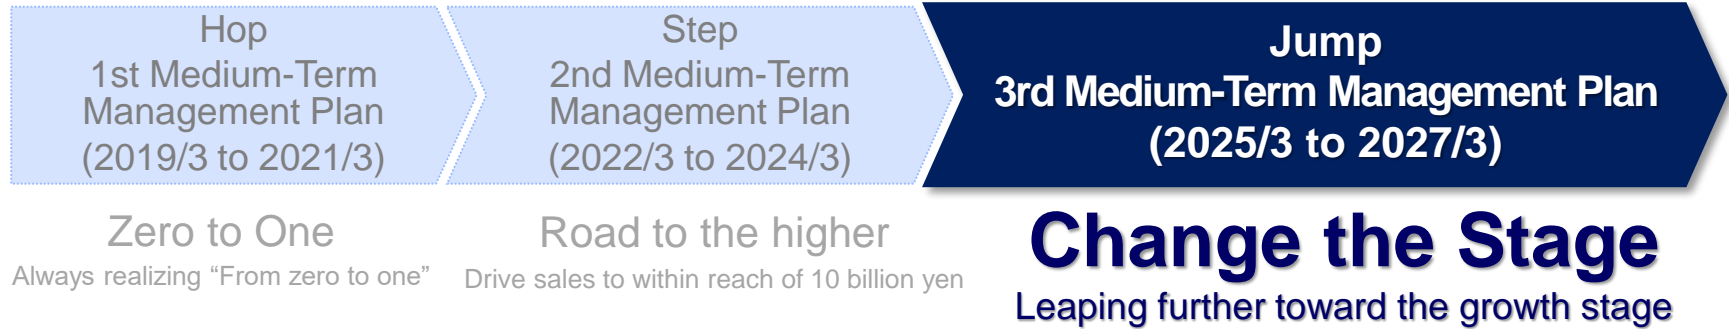 Hop
1st Medium-Term
Management Plan
(2019/3 to 2021/3)
Step
2nd Medium-Term
Management Plan
(2022/3 to 2024/3)
Jump
3rd Medium-Term Management Plan
(2025/3 to 2027/3)
Zero to One
Always realizing “From zero to one”
Road to the higher
Drive sales to within reach of 10 billion yen
Change the Stage
Leaping further toward the growth stage